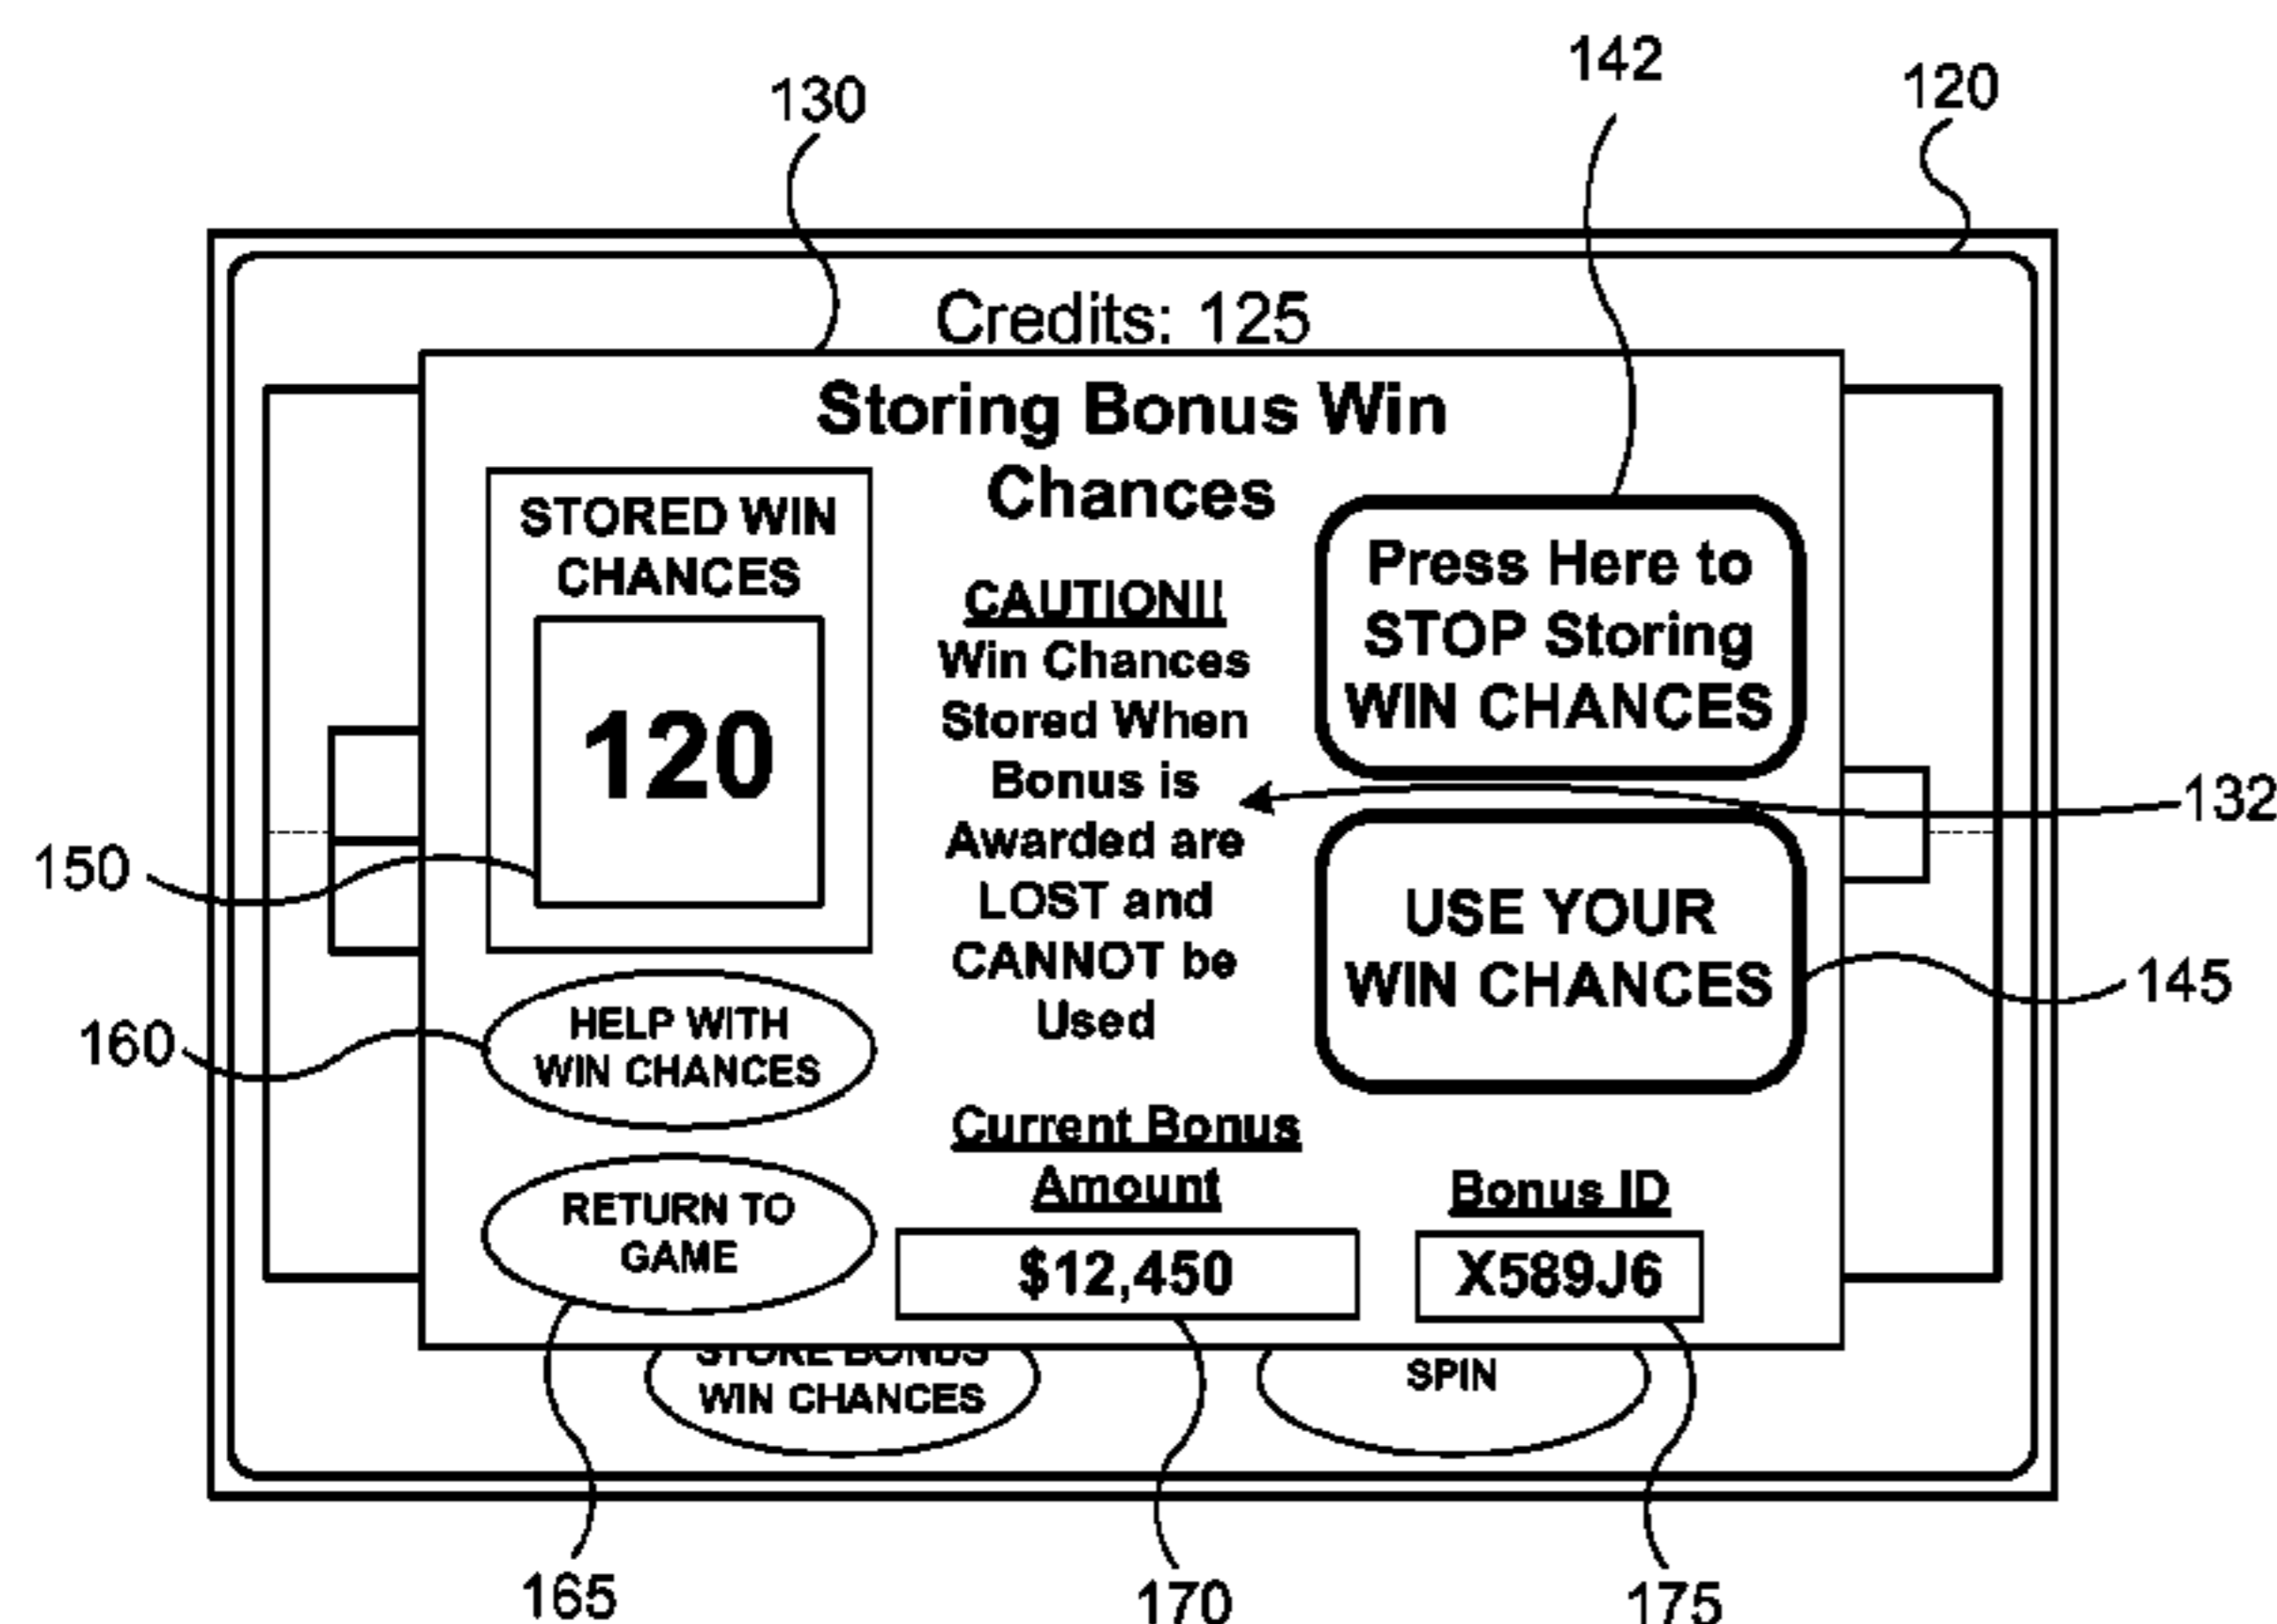 142
120
130
Credits: 125
Storing Bonus Win
Chances
STORED WIN
CHANCES
120
CAUTION!!
Win Chances
Stored When
Bonus is
Awarded are
LOST and
CANNOT be
Used
Press Here to
STOP Storing
WIN CHANCES
132
USE YOUR
WIN CHANCES
150
145
160
HELP WITH
WIN CHANCES
RETURN TO
GAME
Current Bonus
Amount
$12,450
Bonus ID
X589J6
STORE BONUS
WIN CHANCES
SPIN
165
170
175